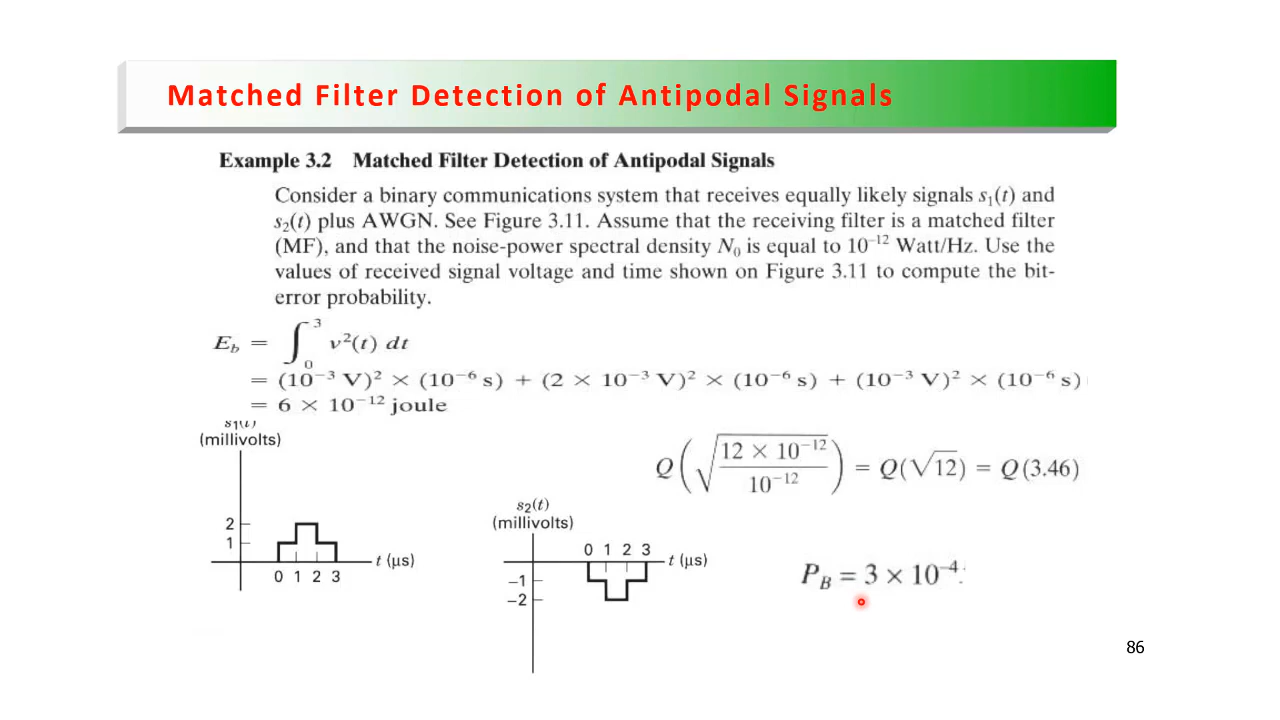 Matched Filter Detection of Antipodal Signals
Example 3.2 Matched Filter Detection of Antipodal Signals
Consider a binary communications system that receives equally likely signals s₁(t) and
s₂(t) plus AWGN. See Figure 3.11. Assume that the receiving filter is a matched filter
(MF), and that the noise-power spectral density N₀ is equal to 10⁻¹² Watt/Hz. Use the
values of received signal voltage and time shown on Figure 3.11 to compute the bit-
error probability.
E_b = ∫₀³ v²(t) dt
= (10⁻³ V)² × (10⁻⁶ s) + (2 × 10⁻³ V)² × (10⁻⁶ s) + (10⁻³ V)² × (10⁻⁶ s)
= 6 × 10⁻¹² joule
s₁(t)
(millivolts)
2
1
0 1 2 3
t (μs)
Q(√(12 × 10⁻¹² / 10⁻¹²)) = Q(√12) = Q(3.46)
s₂(t)
(millivolts)
0 1 2 3
t (μs)
−1
−2
P_B = 3 × 10⁻⁴.
86